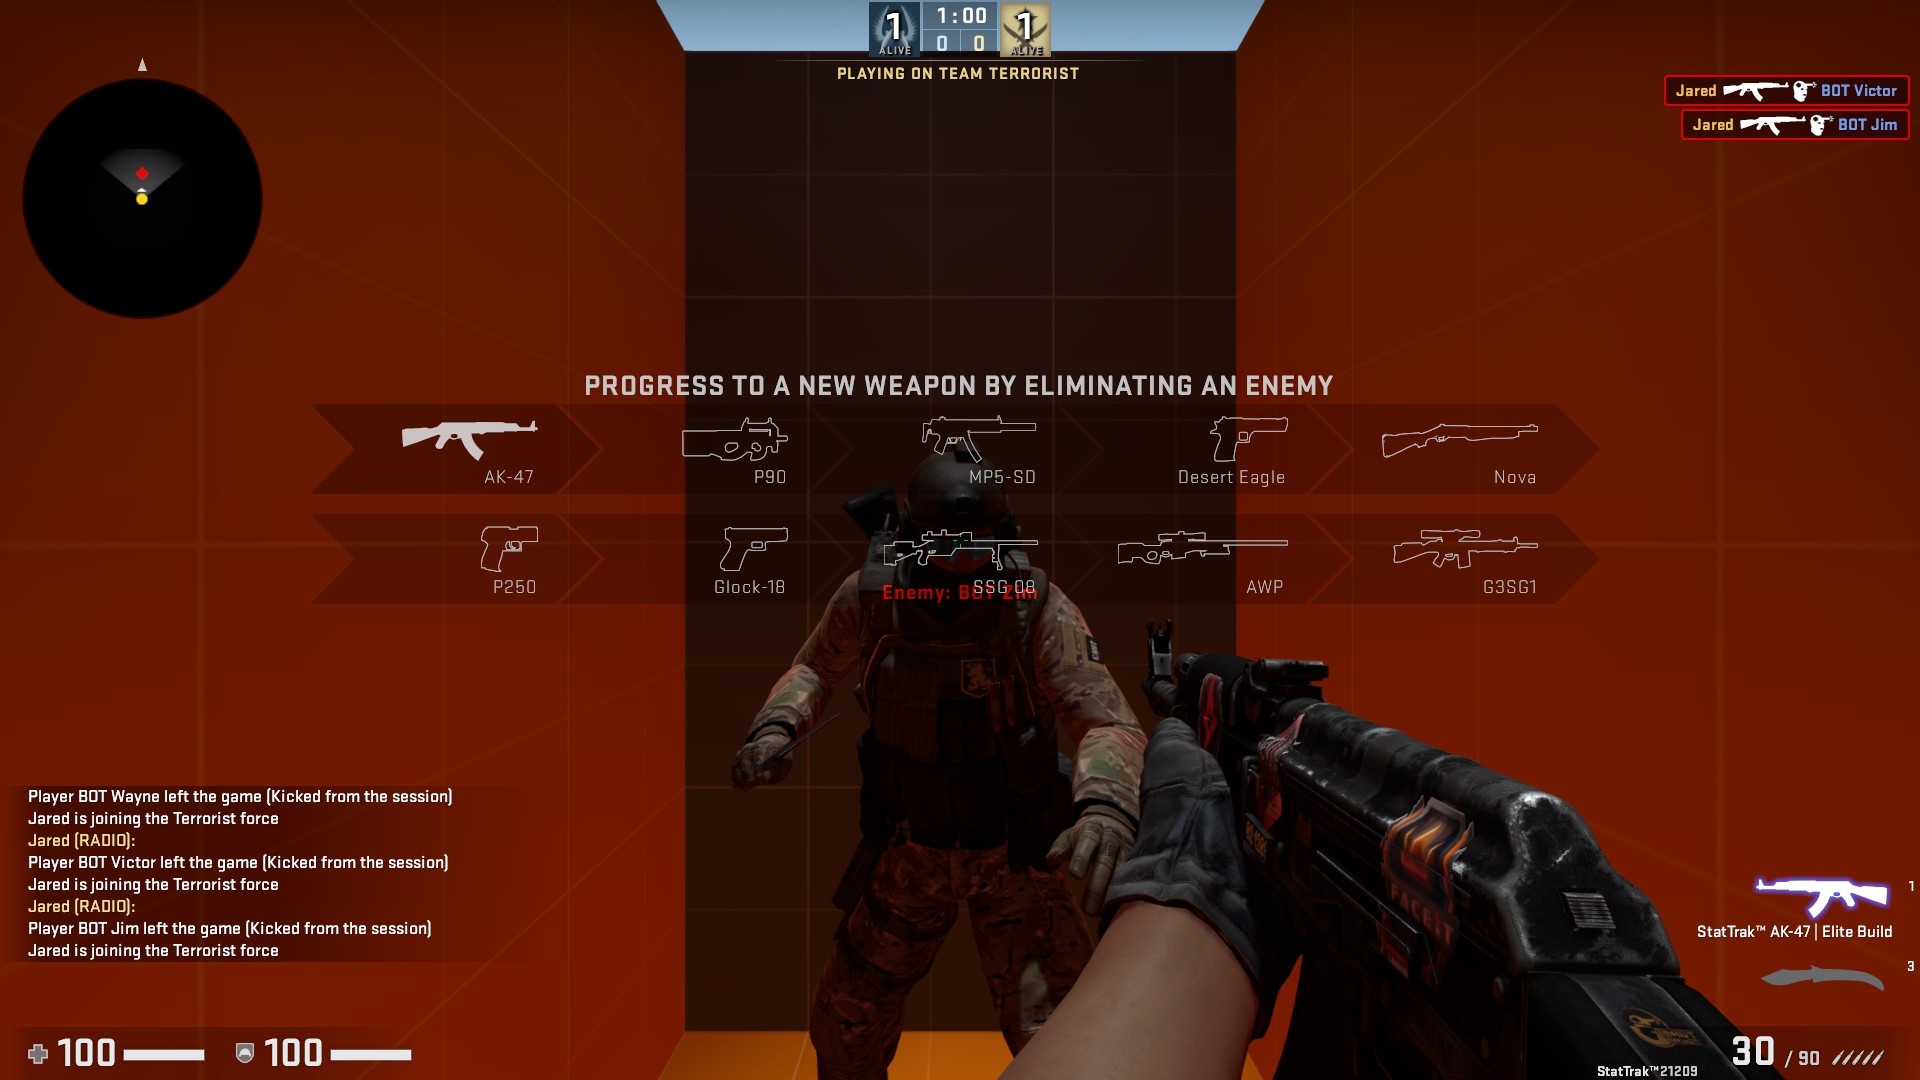 1 1:00 1
ALIVE 0 0 ALIVE
PLAYING ON TEAM TERRORIST
Jared BOT Victor
Jared BOT Jim
PROGRESS TO A NEW WEAPON BY ELIMINATING AN ENEMY
AK-47 P90 MP5-SD Desert Eagle Nova
P250 Glock-18 SSG 08 AWP G3SG1
Enemy: BOT Zim
Player BOT Wayne left the game (Kicked from the session)
Jared is joining the Terrorist force
Jared (RADIO):
Player BOT Victor left the game (Kicked from the session)
Jared is joining the Terrorist force
Jared (RADIO):
Player BOT Jim left the game (Kicked from the session)
Jared is joining the Terrorist force
FACEIT
1
StatTrak™ AK-47 | Elite Build
3
100 100
30 / 90
StatTrak™21209